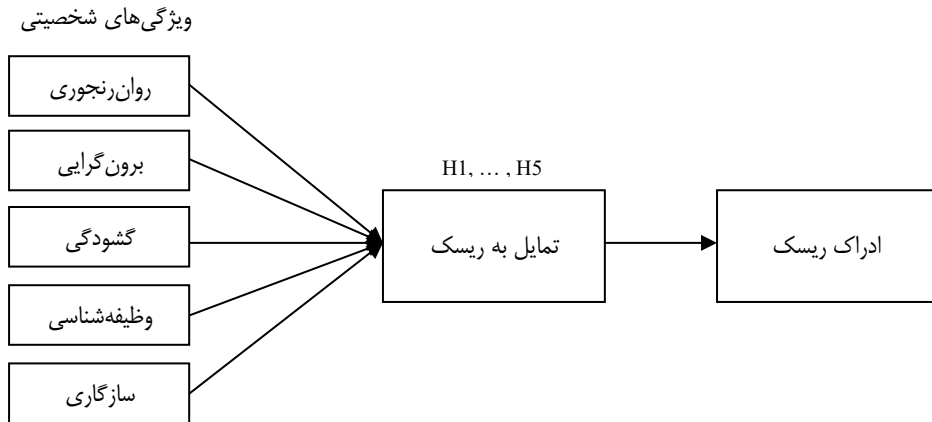 ویژگی‌های شخصیتی
روان‌رنجوری
برون‌گرایی
گشودگی
وظیفه‌شناسی
سازگاری
H1, … , H5
تمایل به ریسک
ادراک ریسک